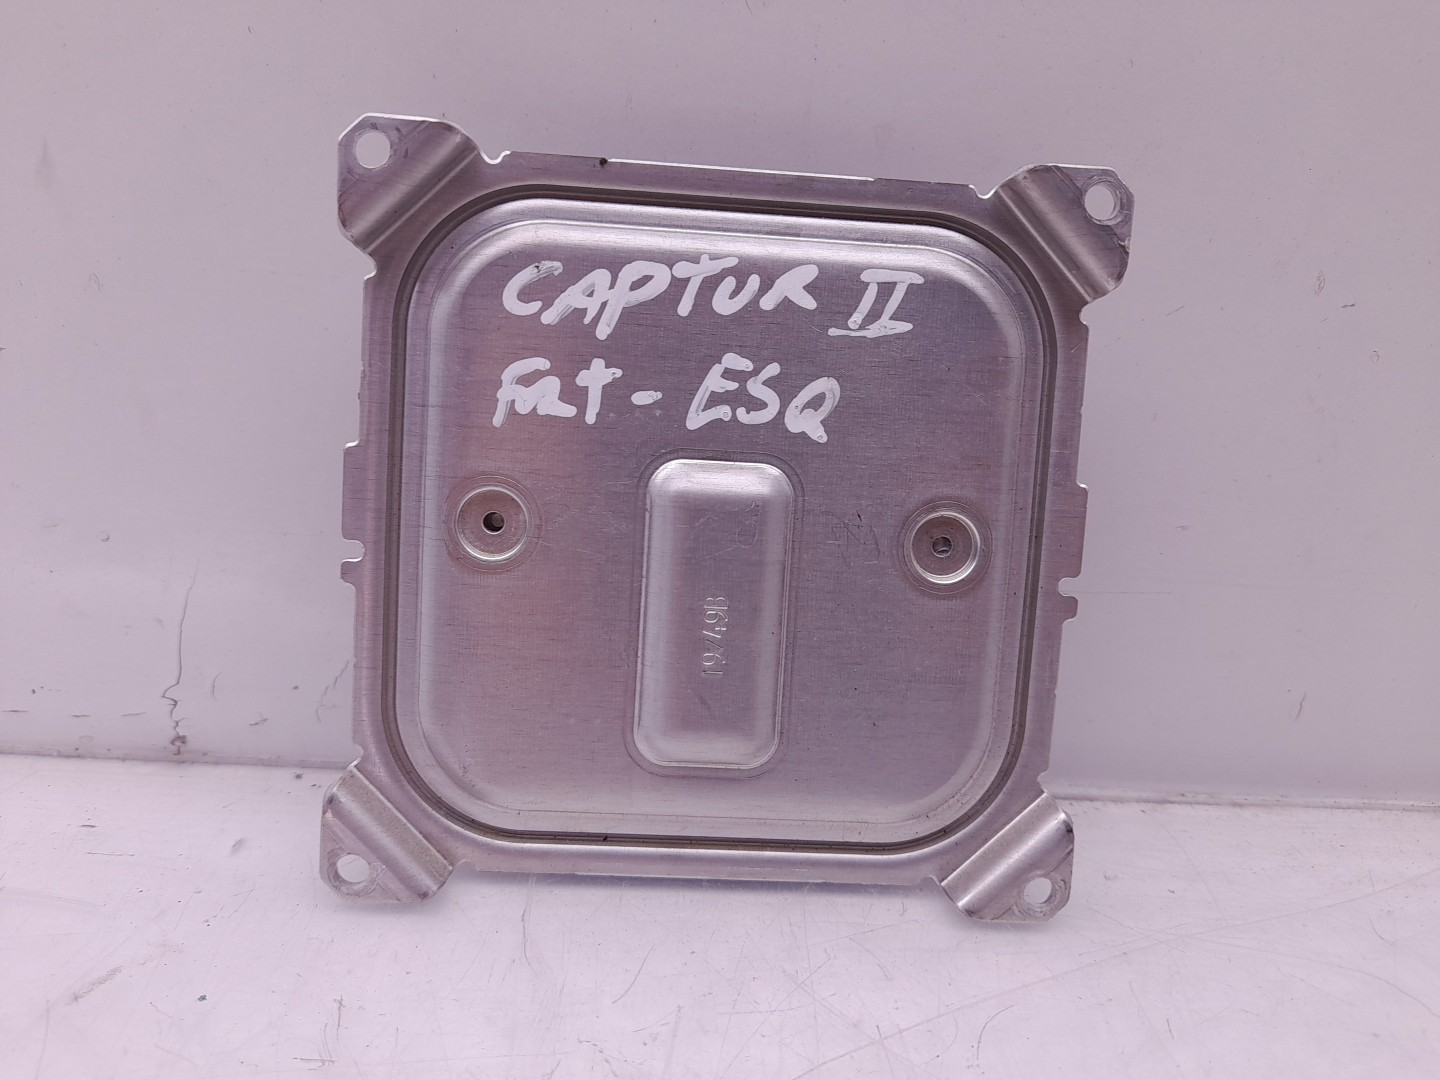 CAPTUR II
FRT-ESQ
19/49B